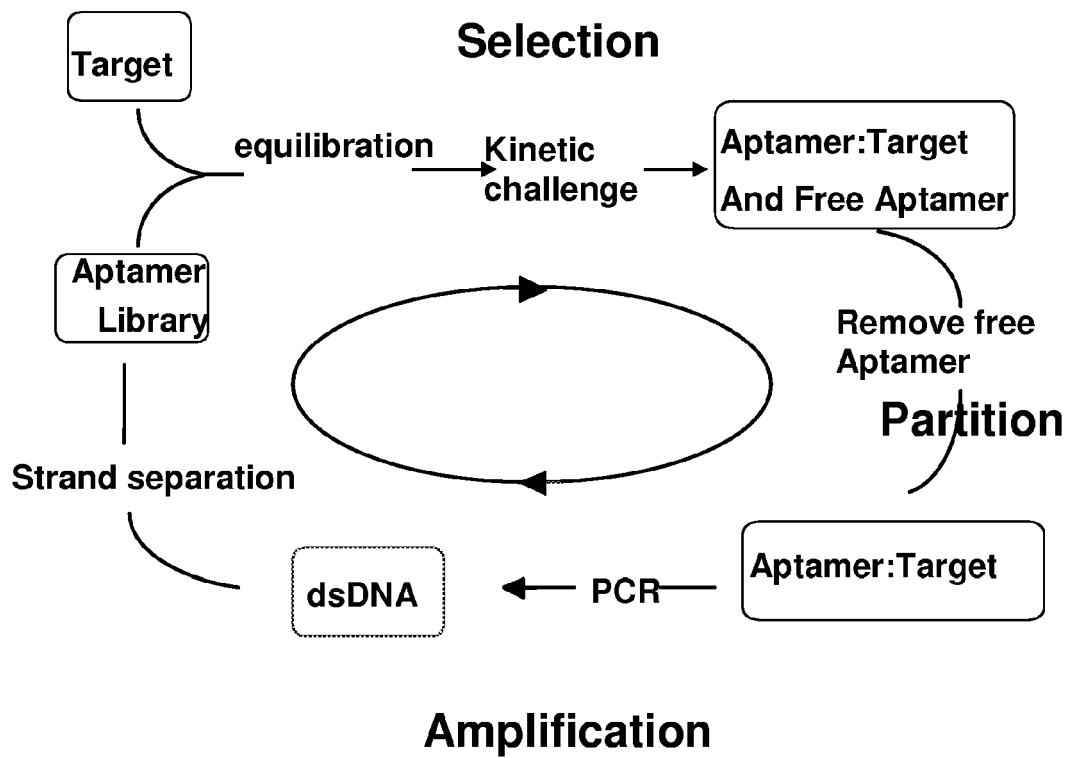 Selection
Target
equilibration
Kinetic
challenge
Aptamer:Target
And Free Aptamer
Aptamer
Library
Remove free
Aptamer
Partition
Strand separation
Aptamer:Target
PCR
dsDNA
Amplification